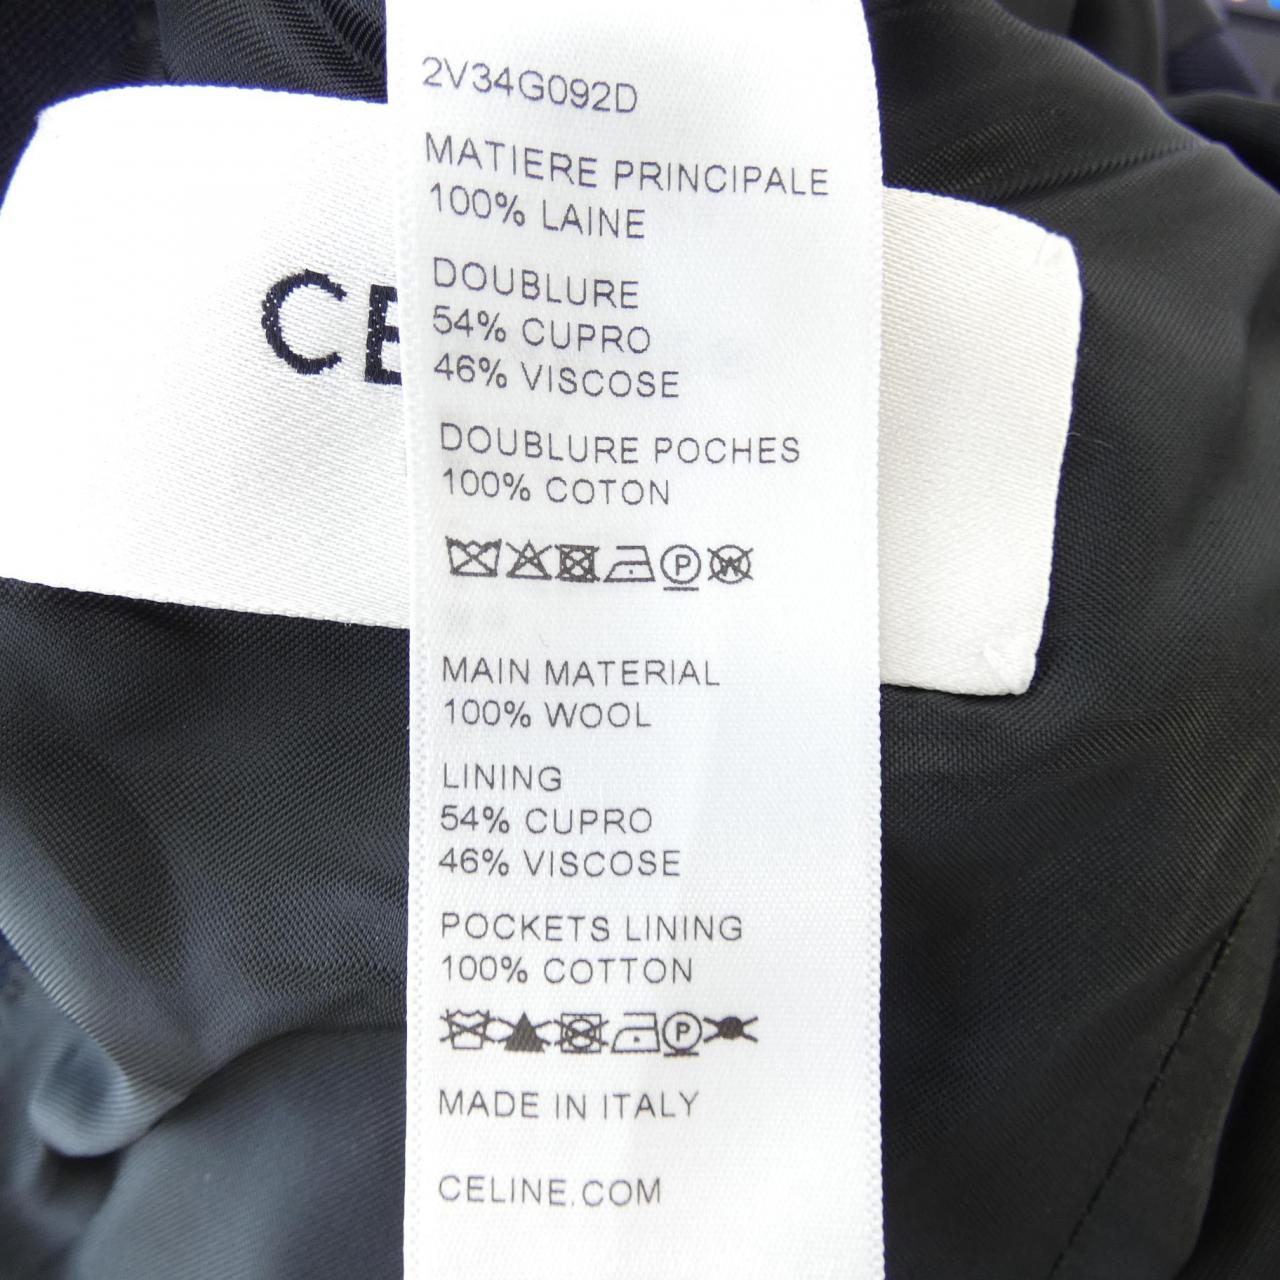 2V34G092D
MATIERE PRINCIPALE
100% LAINE
DOUBLURE
54% CUPRO
46% VISCOSE
DOUBLURE POCHES
100% COTON
P W
MAIN MATERIAL
100% WOOL
LINING
54% CUPRO
46% VISCOSE
POCKETS LINING
100% COTTON
P
MADE IN ITALY
CELINE.COM
CE